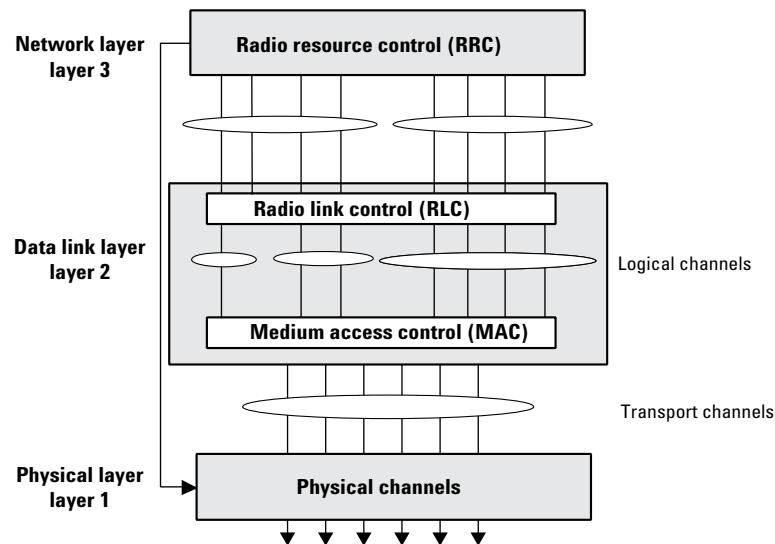 Network layer
layer 3
Radio resource control (RRC)
Radio link control (RLC)
Data link layer
layer 2
Logical channels
Medium access control (MAC)
Transport channels
Physical layer
layer 1
Physical channels